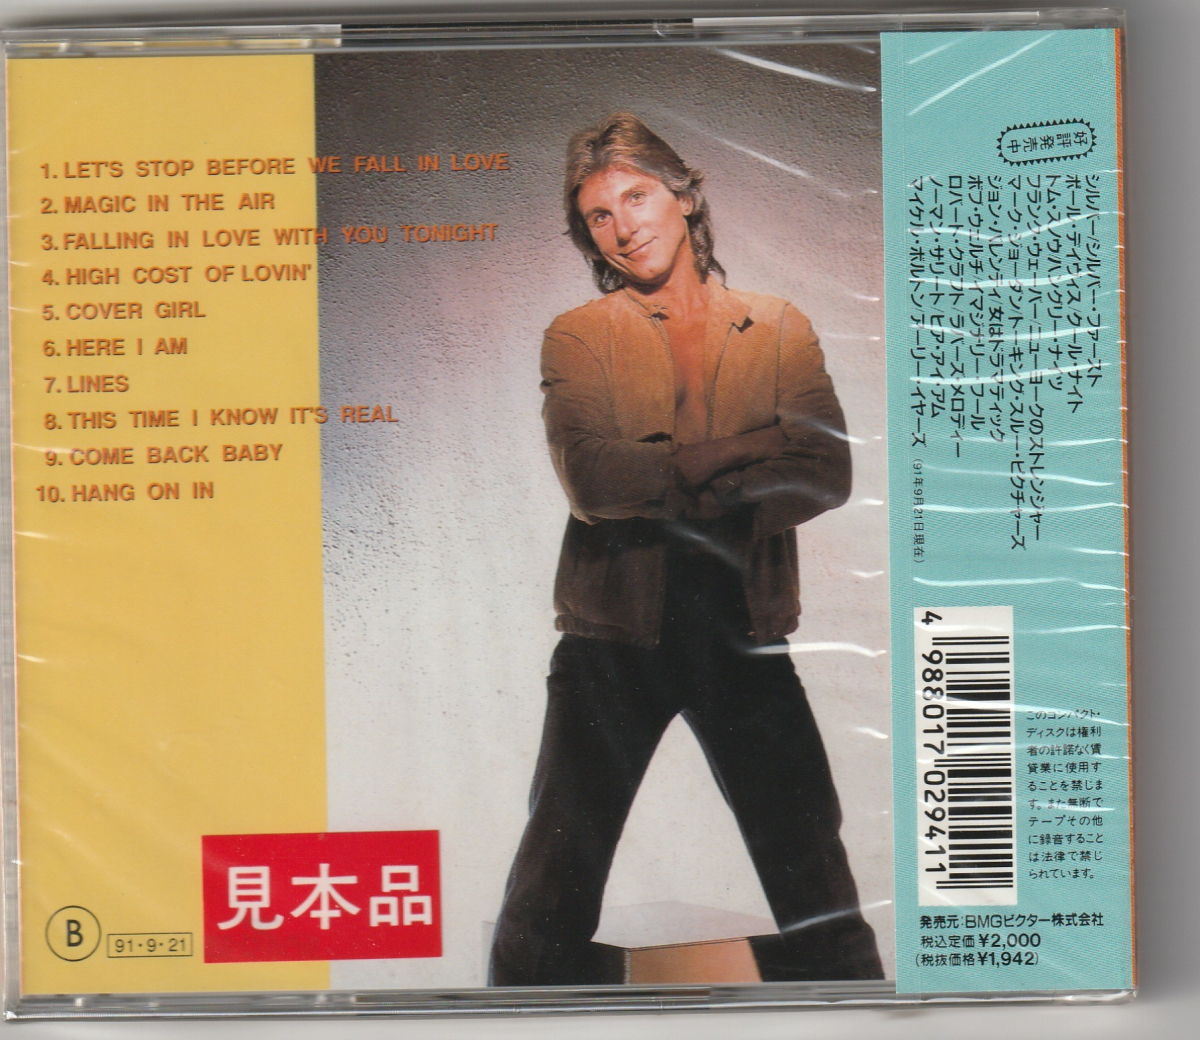 1. LET'S STOP BEFORE WE FALL IN LOVE
2. MAGIC IN THE AIR
3. FALLING IN LOVE WITH YOU TONIGHT
4. HIGH COST OF LOVIN'
5. COVER GIRL
6. HERE I AM
7. LINES
8. THIS TIME I KNOW IT'S REAL
9. COME BACK BABY
10. HANG ON IN
B
91・9・21
見本品
好評発売中
シルバー/シルバー・ファースト
ポール・デイヴィス/クール・ナイト
トム・スノウ/ハングリー・ナイツ
フランク・ウェーバー/ニューヨークのストレンジャー
マーク・ジョーダン/トーキング・スルー・ピクチャーズ
ジョン・バレンティ/女はドラマティック
ボブ・ウェルチ/イマジナリー・フール
ロバート・クラフト/ラバーズ・メロディー
ノーマン・サリート/ヒア・アイ・アム
マイケル・ボルトン/アーリー・イヤーズ
(91年9月21日現在)
4 988017 029411
このコンパクト・
ディスクは権利
者の許諾なく賃
貸業に使用す
ることを禁じま
す。また無断で
テープその他
に録音すること
は法律で禁じ
られています。
発売元:BMGビクター株式会社
税込定価 ¥2,000
(税抜価格 ¥1,942)